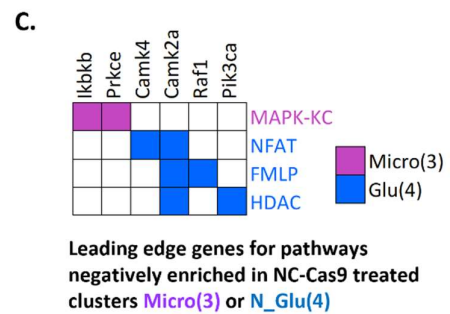 C.
Ikbkb
Prkce
Camk4
Camk2a
Raf1
Pik3ca
MAPK-KC
NFAT
FMLP
HDAC
Micro(3)
Glu(4)
Leading edge genes for pathways
negatively enriched in NC-Cas9 treated
clusters Micro(3) or N_Glu(4)